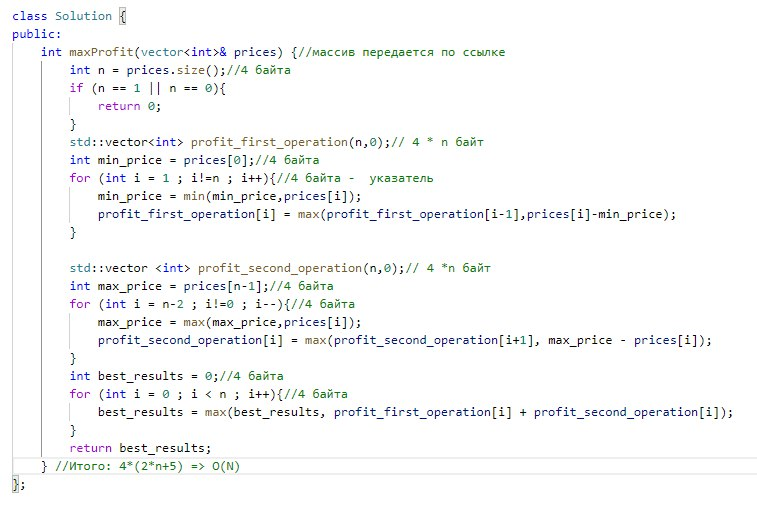 class Solution {
public:
    int maxProfit(vector<int>& prices) {//массив передается по ссылке
        int n = prices.size();//4 байта
        if (n == 1 || n == 0){
            return 0;
        }
        std::vector<int> profit_first_operation(n,0);// 4 * n байт
        int min_price = prices[0];//4 байта
        for (int i = 1 ; i!=n ; i++){//4 байта -  указатель
            min_price = min(min_price,prices[i]);
            profit_first_operation[i] = max(profit_first_operation[i-1],prices[i]-min_price);
        }

        std::vector <int> profit_second_operation(n,0);// 4 *n байт
        int max_price = prices[n-1];//4 байта
        for (int i = n-2 ; i!=0 ; i--){//4 байта
            max_price = max(max_price,prices[i]);
            profit_second_operation[i] = max(profit_second_operation[i+1], max_price - prices[i]);
        }
        int best_results = 0;//4 байта
        for (int i = 0 ; i < n ; i++){//4 байта
            best_results = max(best_results, profit_first_operation[i] + profit_second_operation[i]);
        }
        return best_results;
    } //Итого: 4*(2*n+5) => O(N)
};